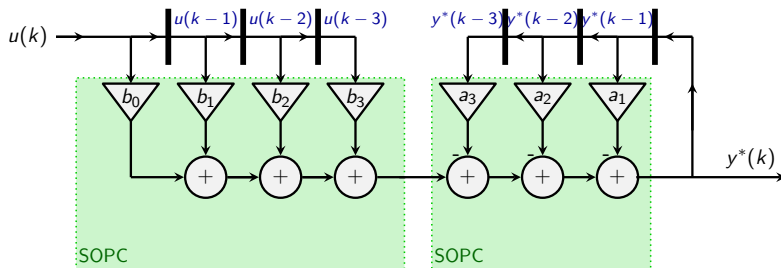 u(k−1) u(k−2) u(k−3) y*(k−3) y*(k−2) y*(k−1)
u(k)
b₀ b₁ b₂ b₃ a₃ a₂ a₁
- - -
+ + + + + + y*(k)
SOPC SOPC